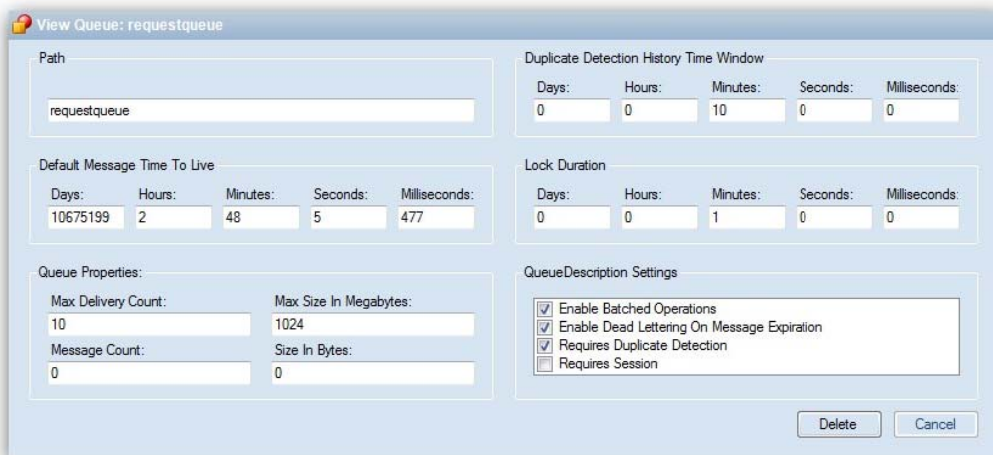 View Queue: requestqueue
Path
requestqueue
Duplicate Detection History Time Window
Days: Hours: Minutes: Seconds: Milliseconds:
0 0 10 0 0
Default Message Time To Live
Days: Hours: Minutes: Seconds: Milliseconds:
10675199 2 48 5 477
Lock Duration
Days: Hours: Minutes: Seconds: Milliseconds:
0 0 1 0 0
Queue Properties:
Max Delivery Count: Max Size In Megabytes:
10 1024
Message Count: Size In Bytes:
0 0
QueueDescription Settings
Enable Batched Operations
Enable Dead Lettering On Message Expiration
Requires Duplicate Detection
Requires Session
Delete Cancel